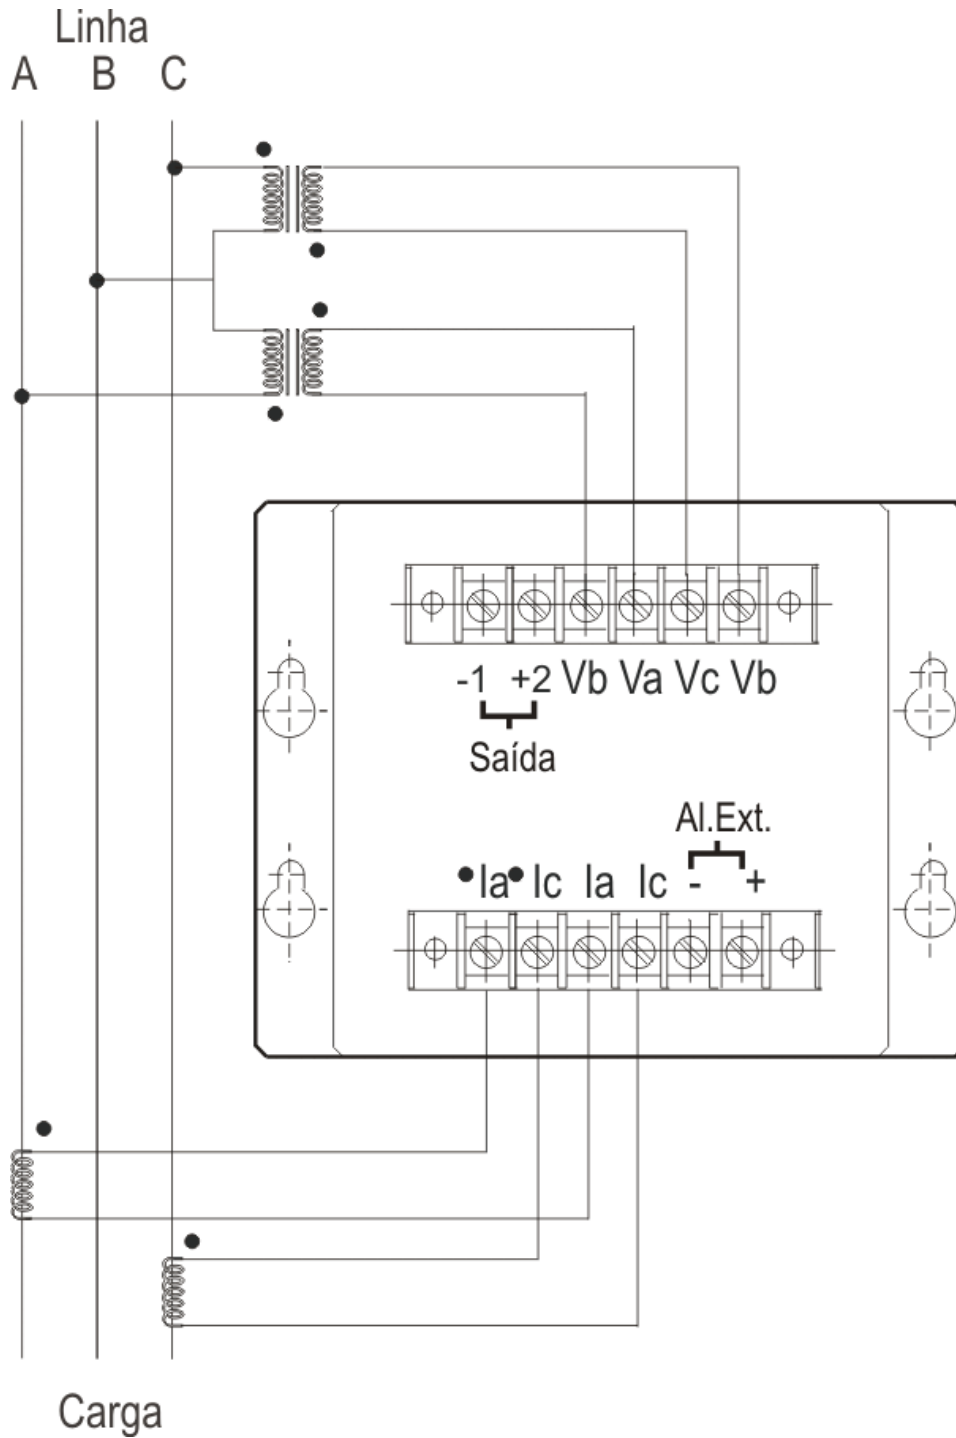 Linha
A B C
-1 +2 Vb Va Vc Vb
Saída
Al.Ext.
•Ia •Ic Ia Ic - +
Carga